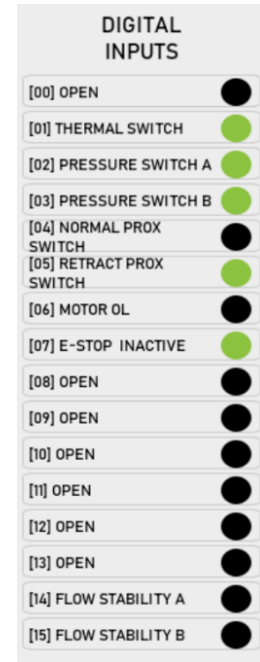 DIGITAL
INPUTS
[00] OPEN
[01] THERMAL SWITCH
[02] PRESSURE SWITCH A
[03] PRESSURE SWITCH B
[04] NORMAL PROX
SWITCH
[05] RETRACT PROX
SWITCH
[06] MOTOR OL
[07] E-STOP INACTIVE
[08] OPEN
[09] OPEN
[10] OPEN
[11] OPEN
[12] OPEN
[13] OPEN
[14] FLOW STABILITY A
[15] FLOW STABILITY B